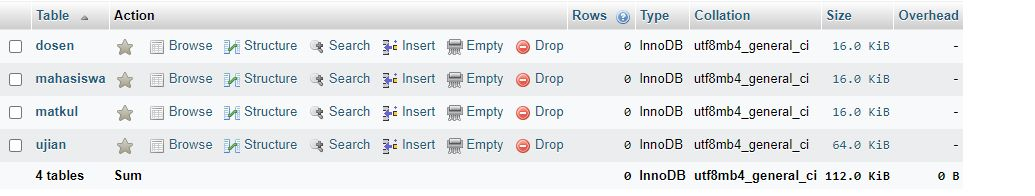 Table Action Rows Type Collation Size Overhead
dosen Browse Structure Search Insert Empty Drop 0 InnoDB utf8mb4_general_ci 16.0 KiB -
mahasiswa Browse Structure Search Insert Empty Drop 0 InnoDB utf8mb4_general_ci 16.0 KiB -
matkul Browse Structure Search Insert Empty Drop 0 InnoDB utf8mb4_general_ci 16.0 KiB -
ujian Browse Structure Search Insert Empty Drop 0 InnoDB utf8mb4_general_ci 64.0 KiB -
4 tables Sum 0 InnoDB utf8mb4_general_ci 112.0 KiB 0 B